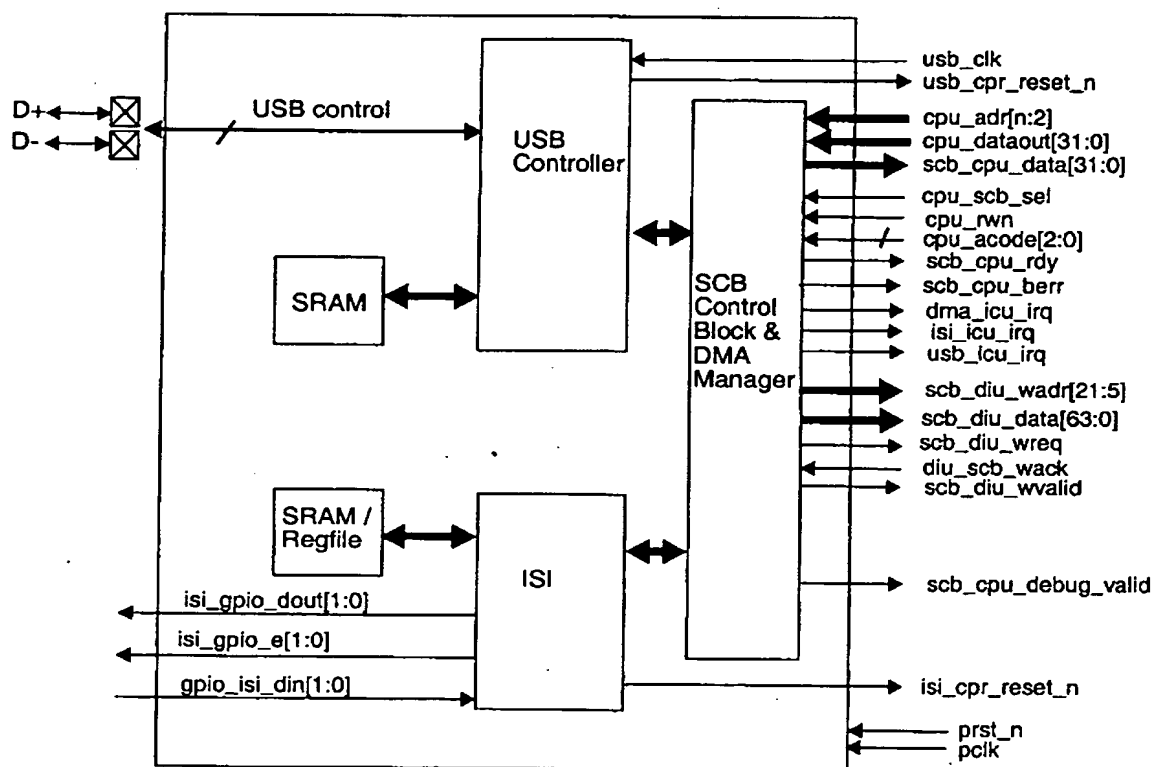 D+
D-
USB control
USB
Controller
SRAM
SRAM /
Regfile
ISI
isi_gpio_dout[1:0]
isi_gpio_e[1:0]
gpio_isi_din[1:0]
SCB
Control
Block &
DMA
Manager
usb_clk
usb_cpr_reset_n
cpu_adr[n:2]
cpu_dataout[31:0]
scb_cpu_data[31:0]
cpu_scb_sel
cpu_rwn
cpu_acode[2:0]
scb_cpu_rdy
scb_cpu_berr
dma_icu_irq
isi_icu_irq
usb_icu_irq
scb_diu_wadr[21:5]
scb_diu_data[63:0]
scb_diu_wreq
diu_scb_wack
scb_diu_wvalid
scb_cpu_debug_valid
isi_cpr_reset_n
prst_n
pclk